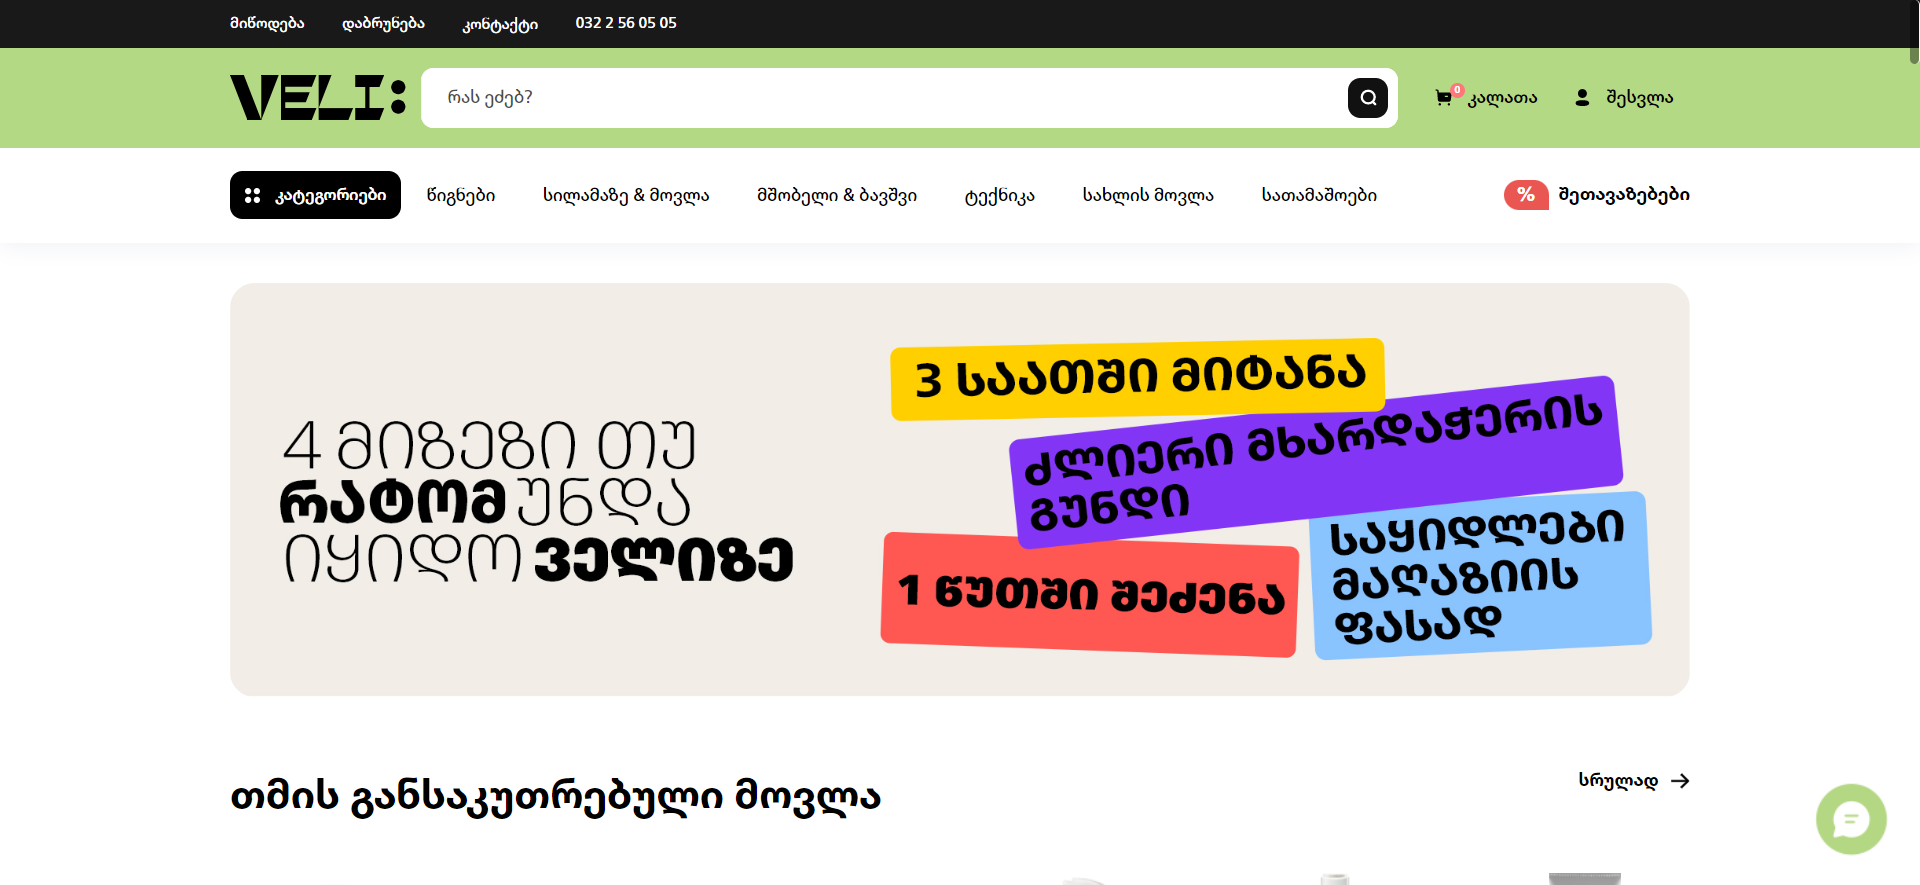 მიწოდება
დაბრუნება
კონტაქტი
032 2 56 05 05
VELI:
რას ეძებ?
0
კალათა
შესვლა
კატეგორიები
წიგნები
სილამაზე & მოვლა
მშობელი & ბავშვი
ტექნიკა
სახლის მოვლა
სათამაშოები
%
შეთავაზებები
4 მიზეზი თუ
რატომ უნდა
იყიდო ველიზე
3 საათში მიტანა
ძლიერი მხარდაჭერის
გუნდი
1 წუთში შეძენა
საყიდლები
მაღაზიის
ფასად
თმის განსაკუთრებული მოვლა
სრულად